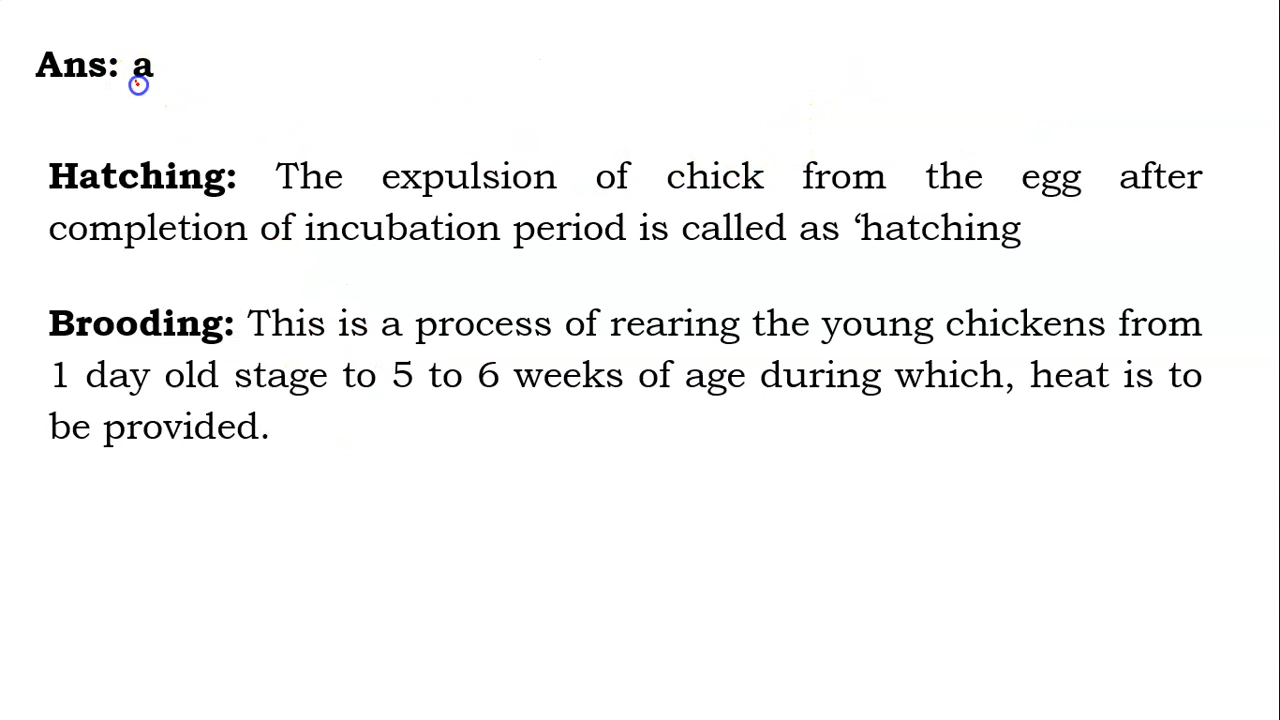 Ans: a
Hatching: The expulsion of chick from the egg after
completion of incubation period is called as ‘hatching
Brooding: This is a process of rearing the young chickens from
1 day old stage to 5 to 6 weeks of age during which, heat is to
be provided.